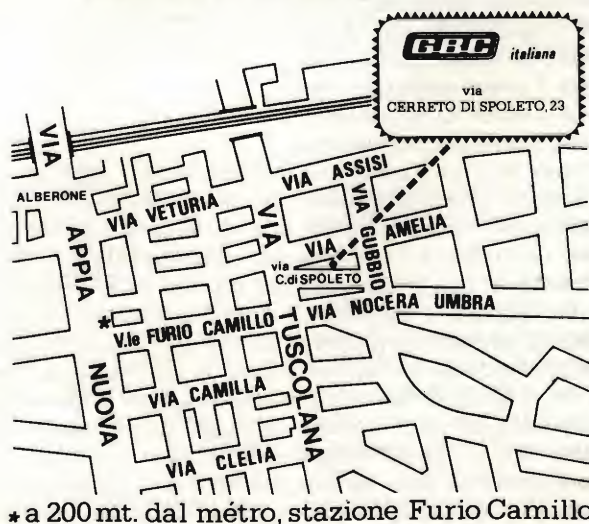 GBC italiana
via
CERRETO DI SPOLETO, 23
VIA APPIA NUOVA
ALBERONE
VIA VETURIA
VIA TUSCOLANA
VIA ASSISI
VIA GUBBIO
VIA AMELIA
via
C.di SPOLETO
VIA NOCERA UMBRA
V.le FURIO CAMILLO
*
VIA CAMILLA
VIA CLELIA
* a 200 mt. dal métro, stazione Furio Camillo